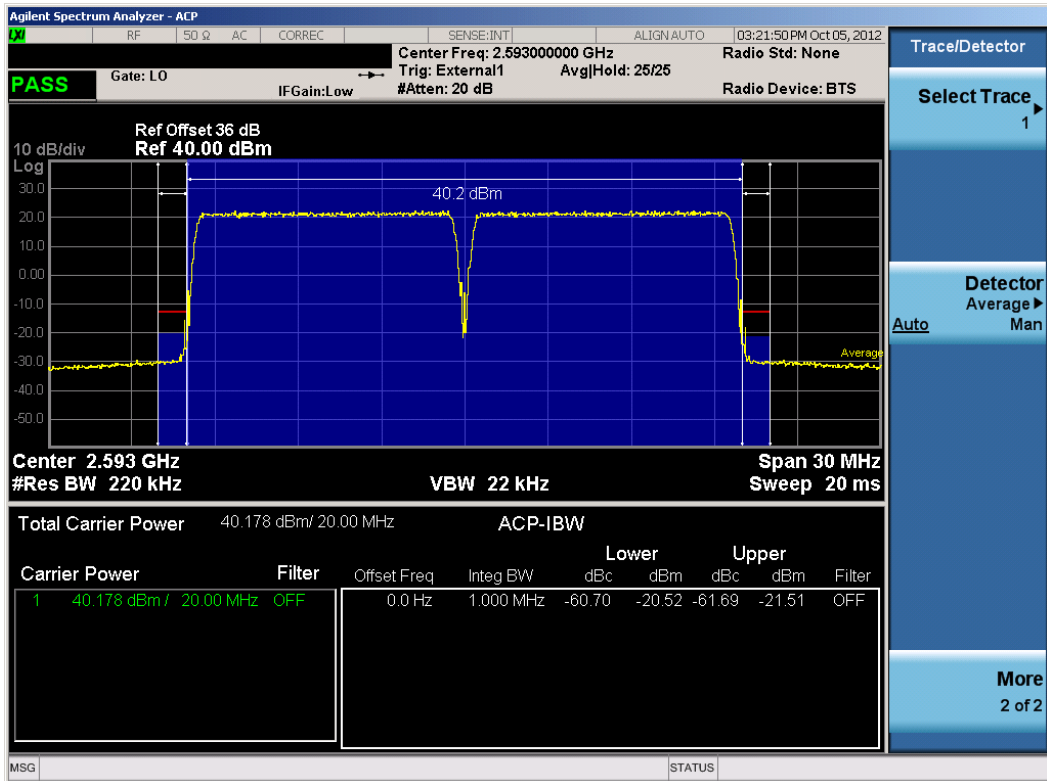 Agilent Spectrum Analyzer - ACP
LXI RF 50 Ω AC CORREC SENSE:INT ALIGN AUTO 03:21:50 PM Oct 05, 2012
Center Freq: 2.593000000 GHz Radio Std: None
PASS Gate: LO Trig: External1 Avg|Hold: 25/25
IFGain:Low #Atten: 20 dB Radio Device: BTS
Trace/Detector
Select Trace
1
Detector
Average
Auto Man
More
2 of 2
Ref Offset 36 dB
10 dB/div Ref 40.00 dBm
Log
30.0
40.2 dBm
20.0
10.0
0.00
-10.0
-20.0
-30.0
Average
-40.0
-50.0
Center 2.593 GHz Span 30 MHz
#Res BW 220 kHz VBW 22 kHz Sweep 20 ms
Total Carrier Power 40.178 dBm/ 20.00 MHz ACP-IBW
Lower Upper
Carrier Power Filter Offset Freq Integ BW dBc dBm dBc dBm Filter
1 40.178 dBm / 20.00 MHz OFF 0.0 Hz 1.000 MHz -60.70 -20.52 -61.69 -21.51 OFF
MSG STATUS